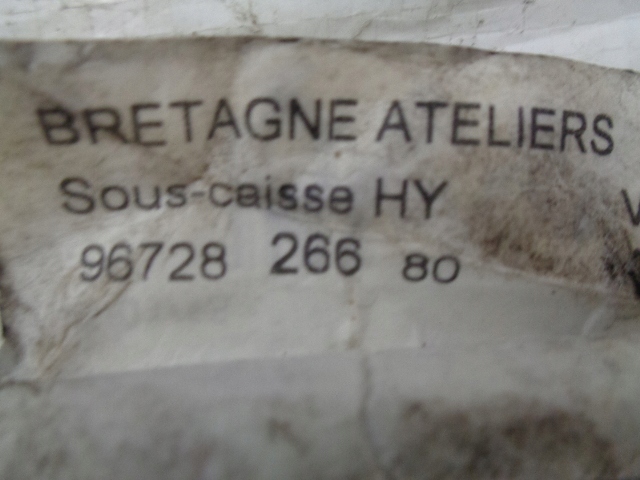 BRETAGNE ATELIERS
Sous-caisse HY
96728 266 80